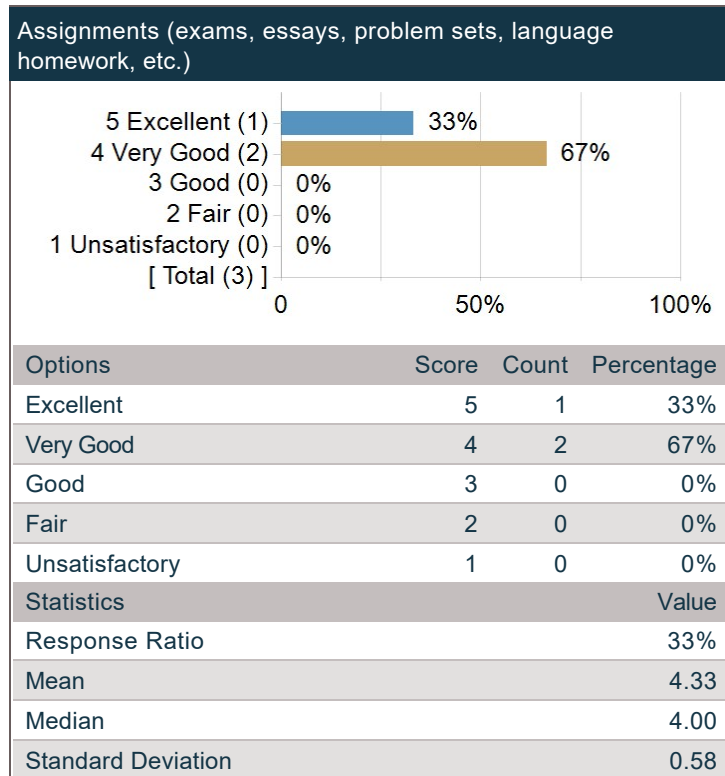 Assignments (exams, essays, problem sets, language
homework, etc.)
5 Excellent (1) 33%
4 Very Good (2) 67%
3 Good (0) 0%
2 Fair (0) 0%
1 Unsatisfactory (0) 0%
[ Total (3) ]
0 50% 100%
Options Score Count Percentage
Excellent 5 1 33%
Very Good 4 2 67%
Good 3 0 0%
Fair 2 0 0%
Unsatisfactory 1 0 0%
Statistics Value
Response Ratio 33%
Mean 4.33
Median 4.00
Standard Deviation 0.58